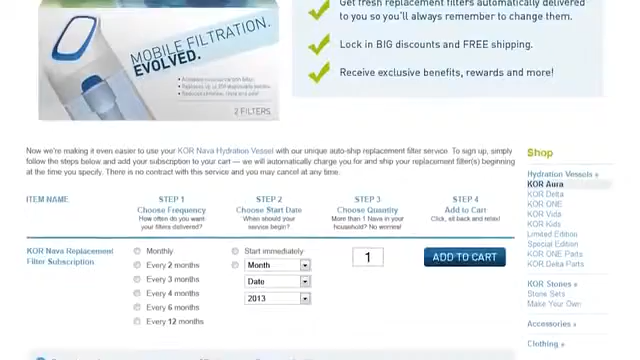 Get fresh replacement filters automatically delivered
to you so you'll always remember to change them.
Lock in BIG discounts and FREE shipping.
Receive exclusive benefits, rewards and more!
MOBILE FILTRATION.
EVOLVED.
2 FILTERS
Now we're making it even easier to use your KOR Nava Hydration Vessel with our unique auto-ship replacement filter service. To sign up, simply
follow the steps below and add your subscription to your cart — we will automatically charge you for and ship your replacement filter(s) beginning
at the time you specify. There is no contract with this service and you may cancel at any time.
ITEM NAME
STEP 1
Choose Frequency
How often do you want
your filters delivered?
STEP 2
Choose Start Date
When should your
service begin?
STEP 3
Choose Quantity
More than 1 Nava in your
household? No worries!
STEP 4
Add to Cart
Click, sit back and relax!
KOR Nava Replacement
Filter Subscription
Monthly
Every 2 months
Every 3 months
Every 4 months
Every 6 months
Every 12 months
Start immediately
Month
Date
2013
1
ADD TO CART
Shop
Hydration Vessels »
KOR Aura
KOR Delta
KOR ONE
KOR Vida
KOR Kids
Limited Edition
Special Edition
KOR ONE Parts
KOR Delta Parts
KOR Stones »
Stone Sets
Make Your Own
Accessories »
Clothing »